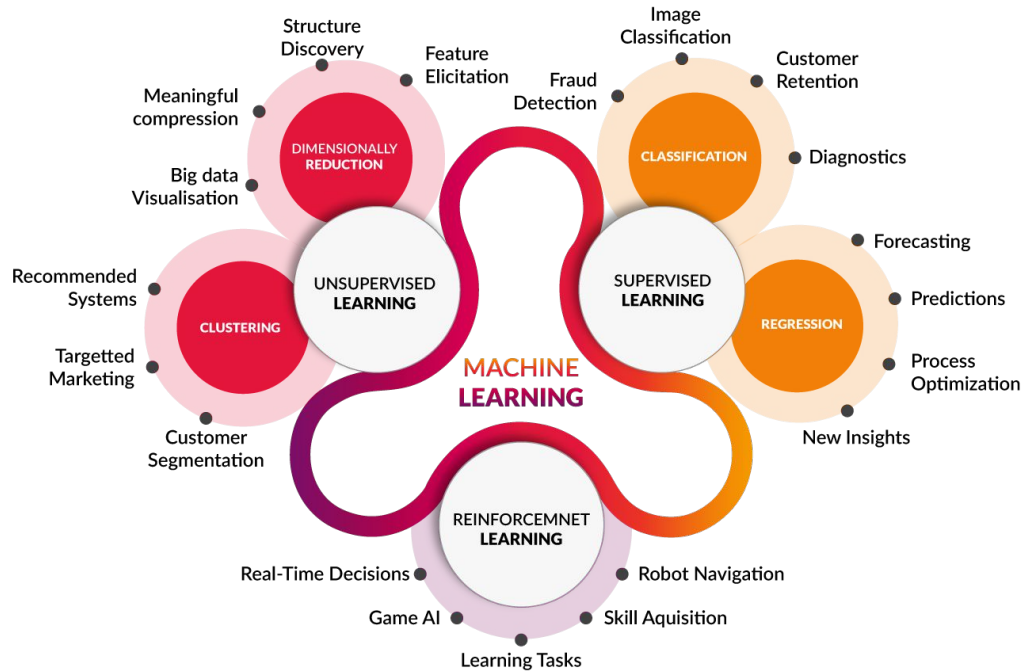 Structure
Discovery
Feature
Elicitation
Meaningful
compression
Big data
Visualisation
DIMENSIONALLY
REDUCTION
UNSUPERVISED
LEARNING
Recommended
Systems
Targetted
Marketing
Customer
Segmentation
CLUSTERING
Image
Classification
Customer
Retention
Fraud
Detection
Diagnostics
CLASSIFICATION
SUPERVISED
LEARNING
Forecasting
Predictions
Process
Optimization
New Insights
REGRESSION
MACHINE
LEARNING
REINFORCEMNET
LEARNING
Real-Time Decisions
Game AI
Learning Tasks
Skill Aquisition
Robot Navigation